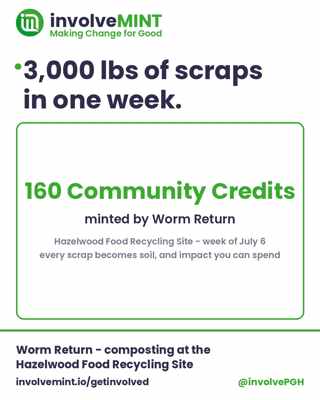 in involveMINT
Making Change for Good
3,000 lbs of scraps
in one week.
160 Community Credits
minted by Worm Return
Hazelwood Food Recycling Site - week of July 6
every scrap becomes soil, and impact you can spend
Worm Return - composting at the
Hazelwood Food Recycling Site
involvemint.io/getinvolved
@involvePGH